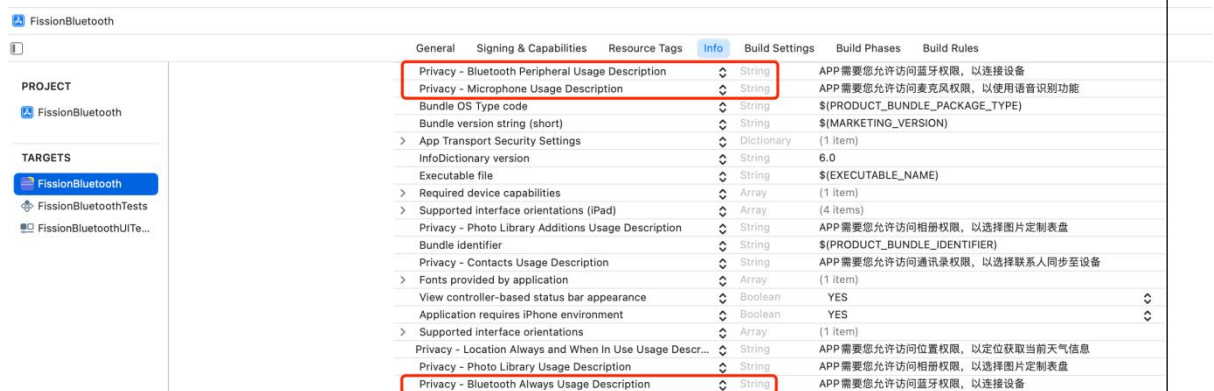 FissionBluetooth
General Signing & Capabilities Resource Tags Info Build Settings Build Phases Build Rules
PROJECT
FissionBluetooth
TARGETS
FissionBluetooth
FissionBluetoothTests
FissionBluetoothUITe...
Privacy - Bluetooth Peripheral Usage Description String APP需要您允许访问蓝牙权限，以连接设备
Privacy - Microphone Usage Description String APP需要您允许访问麦克风权限，以使用语音识别功能
Bundle OS Type code String $(PRODUCT_BUNDLE_PACKAGE_TYPE)
Bundle version string (short) String $(MARKETING_VERSION)
App Transport Security Settings Dictionary (1 item)
InfoDictionary version String 6.0
Executable file String $(EXECUTABLE_NAME)
Required device capabilities Array (1 item)
Supported interface orientations (iPad) Array (4 items)
Privacy - Photo Library Additions Usage Description String APP需要您允许访问相册权限，以选择图片定制表盘
Bundle identifier String $(PRODUCT_BUNDLE_IDENTIFIER)
Privacy - Contacts Usage Description String APP需要您允许访问通讯录权限，以选择联系人同步至设备
Fonts provided by application Array (1 item)
View controller-based status bar appearance Boolean YES
Application requires iPhone environment Boolean YES
Supported interface orientations Array (1 item)
Privacy - Location Always and When In Use Usage Descr... String APP需要您允许访问位置权限，以定位获取当前天气信息
Privacy - Photo Library Usage Description String APP需要您允许访问相册权限，以选择图片定制表盘
Privacy - Bluetooth Always Usage Description String APP需要您允许访问蓝牙权限，以连接设备